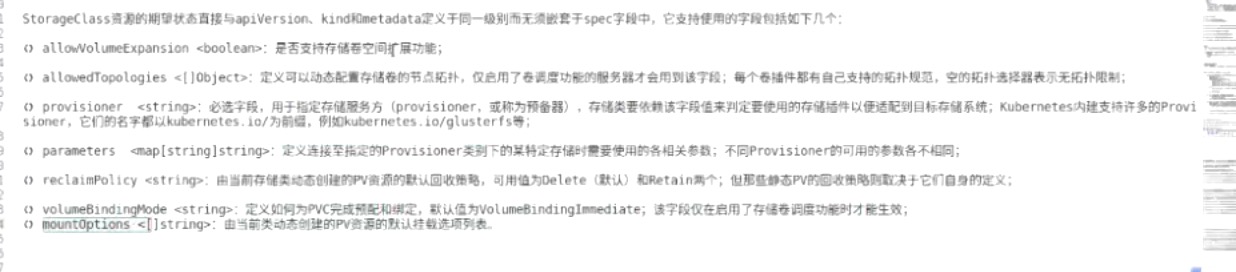 StorageClass资源的期望状态直接与apiVersion、kind和metadata定义于同一级别而无须嵌套于spec字段中，它支持使用的字段包括如下几个：
() allowVolumeExpansion <boolean>：是否支持存储卷空间扩展功能；
() allowedTopologies <[]Object>：定义可以动态配置存储卷的节点拓扑，仅启用了卷调度功能的服务器才会用到该字段；每个卷插件都有自己支持的拓扑规范，空的拓扑选择器表示无拓扑限制；
() provisioner  <string>：必选字段，用于指定存储服务方（provisioner，或称为预备器），存储类要依赖该字段值来判定要使用的存储插件以便适配到目标存储系统；Kubernetes内建支持许多的Provi
sioner，它们的名字都以kubernetes.io/为前缀，例如kubernetes.io/glusterfs等；
() parameters  <map[string]string>：定义连接至指定的Provisioner类别下的某特定存储时需要使用的各相关参数；不同Provisioner的可用的参数各不相同；
() reclaimPolicy <string>：由当前存储类动态创建的PV资源的默认回收策略，可用值为Delete（默认）和Retain两个；但那些静态PV的回收策略则取决于它们自身的定义；
() volumeBindingMode <string>：定义如何为PVC完成预配和绑定，默认值为VolumeBindingImmediate；该字段仅在启用了存储卷调度功能时才能生效；
() mountOptions <[]string>：由当前类动态创建的PV资源的默认挂载选项列表。